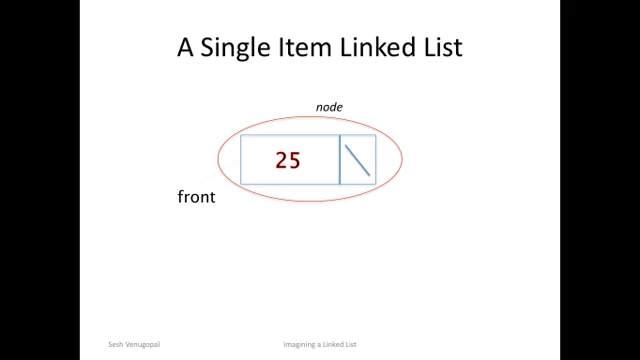 A Single Item Linked List
node
25
front
Sesh Venugopal
Imagining a Linked List